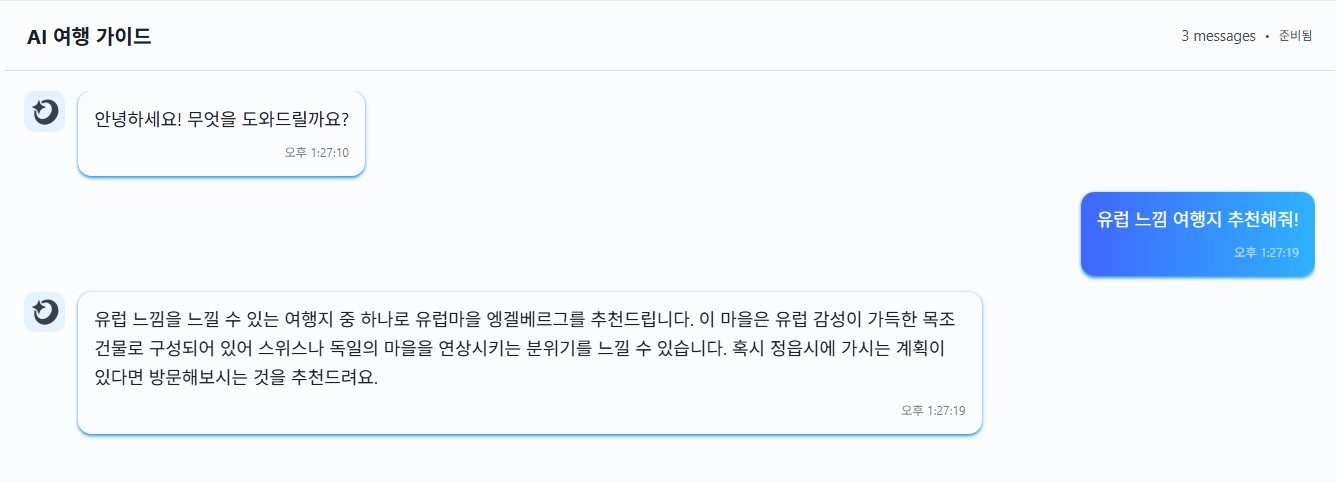 AI 여행 가이드
3 messages • 준비됨
안녕하세요! 무엇을 도와드릴까요?
오후 1:27:10
유럽 느낌 여행지 추천해줘!
오후 1:27:19
유럽 느낌을 느낄 수 있는 여행지 중 하나로 유럽마을 엥겔베르그를 추천드립니다. 이 마을은 유럽 감성이 가득한 목조
건물로 구성되어 있어 스위스나 독일의 마을을 연상시키는 분위기를 느낄 수 있습니다. 혹시 정읍시에 가시는 계획이
있다면 방문해보시는 것을 추천드려요.
오후 1:27:19